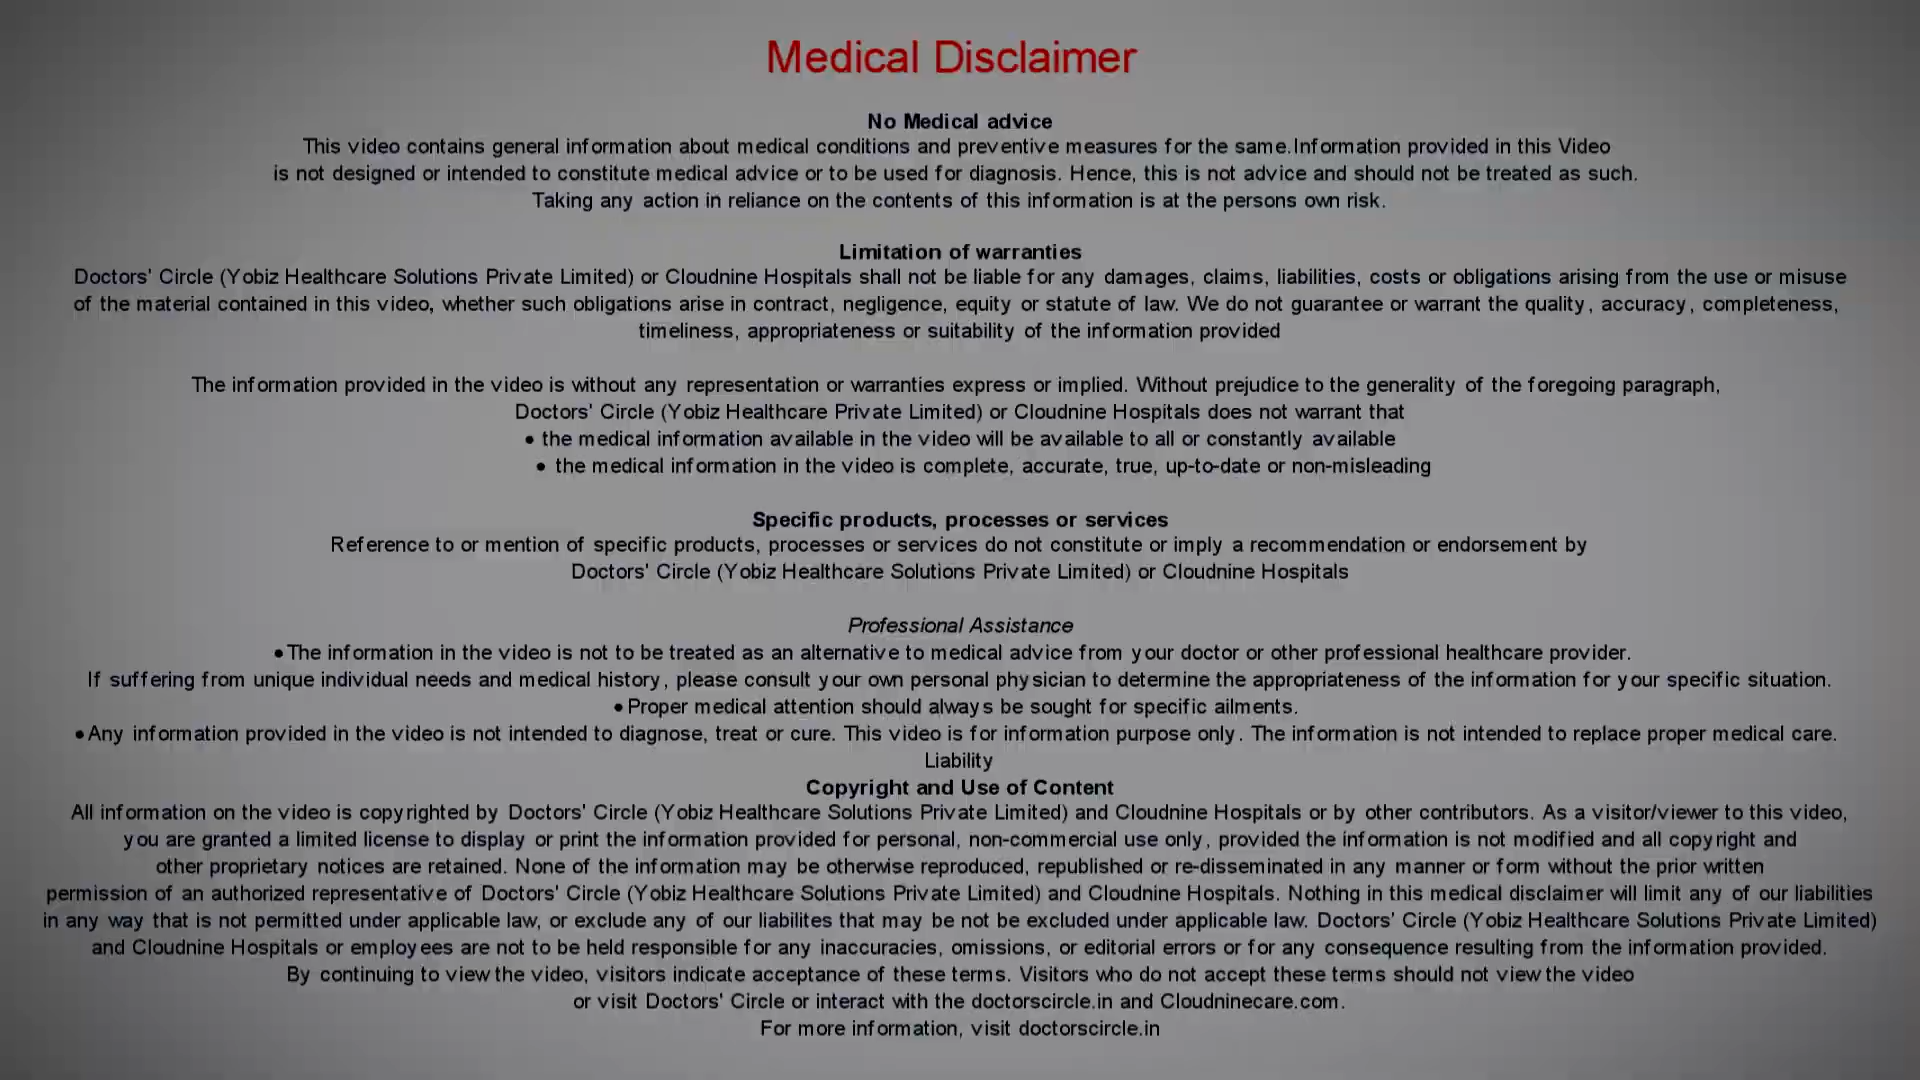 Medical Disclaimer
No Medical advice
This video contains general information about medical conditions and preventive measures for the same.Information provided in this Video
is not designed or intended to constitute medical advice or to be used for diagnosis. Hence, this is not advice and should not be treated as such.
Taking any action in reliance on the contents of this information is at the persons own risk.
Limitation of warranties
Doctors' Circle (Yobiz Healthcare Solutions Private Limited) or Cloudnine Hospitals shall not be liable for any damages, claims, liabilities, costs or obligations arising from the use or misuse
of the material contained in this video, whether such obligations arise in contract, negligence, equity or statute of law. We do not guarantee or warrant the quality, accuracy, completeness,
timeliness, appropriateness or suitability of the information provided
The information provided in the video is without any representation or warranties express or implied. Without prejudice to the generality of the foregoing paragraph,
Doctors' Circle (Yobiz Healthcare Private Limited) or Cloudnine Hospitals does not warrant that
• the medical information available in the video will be available to all or constantly available
• the medical information in the video is complete, accurate, true, up-to-date or non-misleading
Specific products, processes or services
Reference to or mention of specific products, processes or services do not constitute or imply a recommendation or endorsement by
Doctors' Circle (Yobiz Healthcare Solutions Private Limited) or Cloudnine Hospitals
Professional Assistance
•The information in the video is not to be treated as an alternative to medical advice from your doctor or other professional healthcare provider.
If suffering from unique individual needs and medical history, please consult your own personal physician to determine the appropriateness of the information for your specific situation.
•Proper medical attention should always be sought for specific ailments.
•Any information provided in the video is not intended to diagnose, treat or cure. This video is for information purpose only. The information is not intended to replace proper medical care.
Liability
Copyright and Use of Content
All information on the video is copyrighted by Doctors' Circle (Yobiz Healthcare Solutions Private Limited) and Cloudnine Hospitals or by other contributors. As a visitor/viewer to this video,
you are granted a limited license to display or print the information provided for personal, non-commercial use only, provided the information is not modified and all copyright and
other proprietary notices are retained. None of the information may be otherwise reproduced, republished or re-disseminated in any manner or form without the prior written
permission of an authorized representative of Doctors' Circle (Yobiz Healthcare Solutions Private Limited) and Cloudnine Hospitals. Nothing in this medical disclaimer will limit any of our liabilities
in any way that is not permitted under applicable law, or exclude any of our liabilites that may be not be excluded under applicable law. Doctors' Circle (Yobiz Healthcare Solutions Private Limited)
and Cloudnine Hospitals or employees are not to be held responsible for any inaccuracies, omissions, or editorial errors or for any consequence resulting from the information provided.
By continuing to view the video, visitors indicate acceptance of these terms. Visitors who do not accept these terms should not view the video
or visit Doctors' Circle or interact with the doctorscircle.in and Cloudninecare.com.
For more information, visit doctorscircle.in